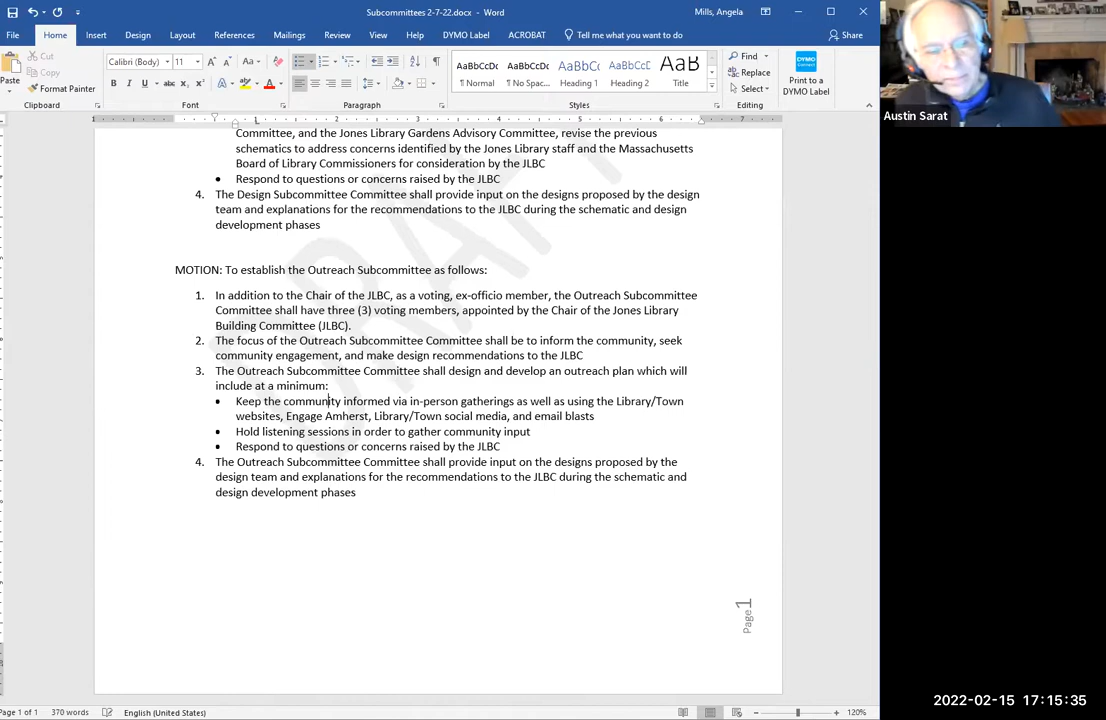 Subcommittees 2-7-22.docx - Word
Mills, Angela
File Home Insert Design Layout References Mailings Review View Help DYMO Label ACROBAT Tell me what you want to do Share
Cut
Copy
Format Painter
Paste
Clipboard
Calibri (Body) 11
Font
Paragraph
AaBbCcDc AaBbCcDc AaBbCc AaBbCcD AaB
¶ Normal ¶ No Spac... Heading 1 Heading 2 Title
Styles
Find
Replace
Select
Editing
Print to a
DYMO Label
DYMO Label
Austin Sarat
Committee, and the Jones Library Gardens Advisory Committee, revise the previous
schematics to address concerns identified by the Jones Library staff and the Massachusetts
Board of Library Commissioners for consideration by the JLBC
• Respond to questions or concerns raised by the JLBC
4. The Design Subcommittee Committee shall provide input on the designs proposed by the design
team and explanations for the recommendations to the JLBC during the schematic and design
development phases
MOTION: To establish the Outreach Subcommittee as follows:
1. In addition to the Chair of the JLBC, as a voting, ex-officio member, the Outreach Subcommittee
Committee shall have three (3) voting members, appointed by the Chair of the Jones Library
Building Committee (JLBC).
2. The focus of the Outreach Subcommittee Committee shall be to inform the community, seek
community engagement, and make design recommendations to the JLBC
3. The Outreach Subcommittee Committee shall design and develop an outreach plan which will
include at a minimum:
• Keep the community informed via in-person gatherings as well as using the Library/Town
websites, Engage Amherst, Library/Town social media, and email blasts
• Hold listening sessions in order to gather community input
• Respond to questions or concerns raised by the JLBC
4. The Outreach Subcommittee Committee shall provide input on the designs proposed by the
design team and explanations for the recommendations to the JLBC during the schematic and
design development phases
DRAFT
Page 1
Page 1 of 1 370 words English (United States) 120%
2022-02-15 17:15:35